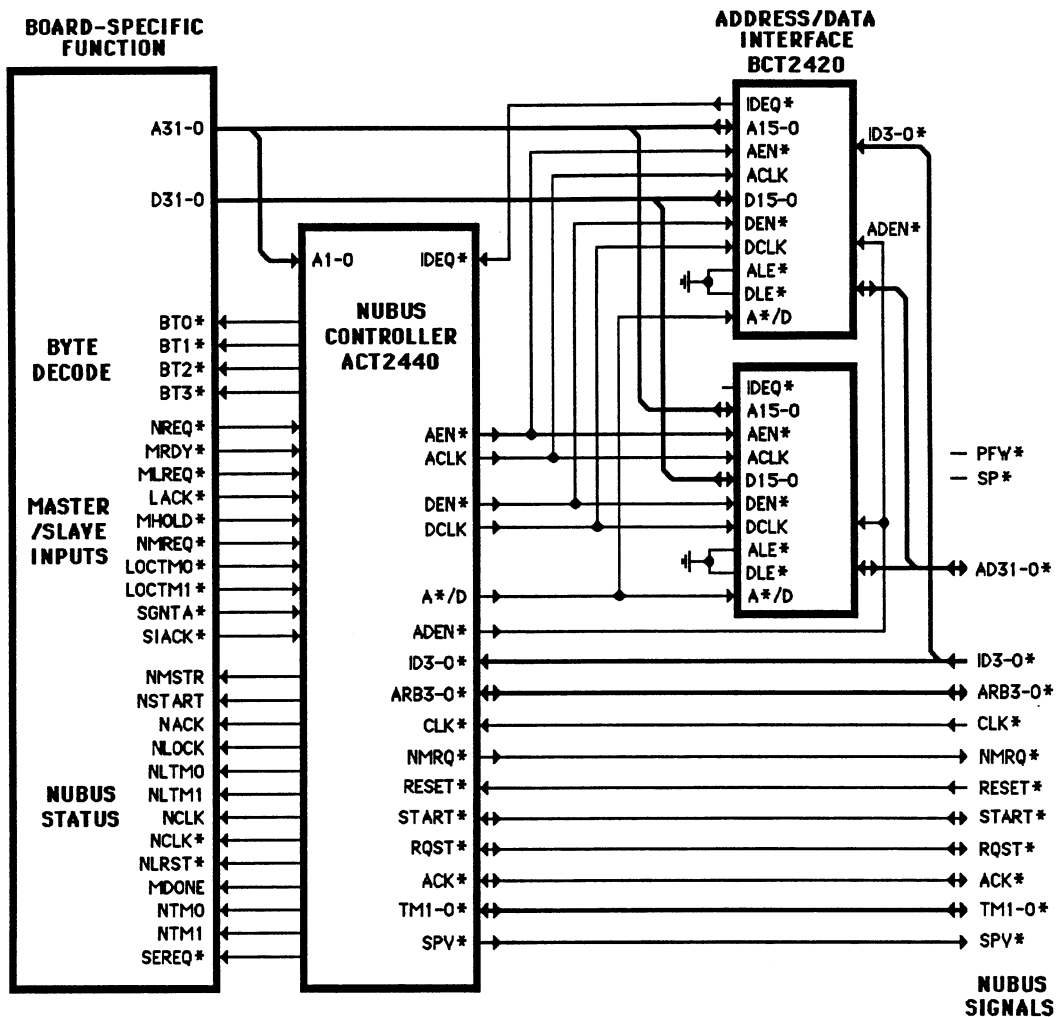 BOARD-SPECIFIC
FUNCTION
A31-0
D31-0
BYTE
DECODE
BT0*
BT1*
BT2*
BT3*
MASTER
/SLAVE
INPUTS
NREQ*
MRDY*
MLREQ*
LACK*
MHOLD*
NMREQ*
LOCTM0*
LOCTM1*
SGNTA*
SIACK*
NUBUS
STATUS
NMSTR
NSTART
NACK
NLOCK
NLTM0
NLTM1
NCLK
NCLK*
NLRST*
MDONE
NTM0
NTM1
SEREQ*
A1-0
IDEQ*
NUBUS
CONTROLLER
ACT2440
AEN*
ACLK
DEN*
DCLK
A*/D
ADEN*
ID3-0*
ARB3-0*
CLK*
NMRQ*
RESET*
START*
RQST*
ACK*
TM1-0*
SPV*
ADDRESS/DATA
INTERFACE
BCT2420
IDEQ*
A15-0
AEN*
ACLK
D15-0
DEN*
DCLK
ALE*
DLE*
A*/D
ID3-0*
ADEN*
IDEQ*
A15-0
AEN*
ACLK
D15-0
DEN*
DCLK
ALE*
DLE*
A*/D
PFW*
SP*
AD31-0*
ID3-0*
ARB3-0*
CLK*
NMRQ*
RESET*
START*
RQST*
ACK*
TM1-0*
SPV*
NUBUS
SIGNALS